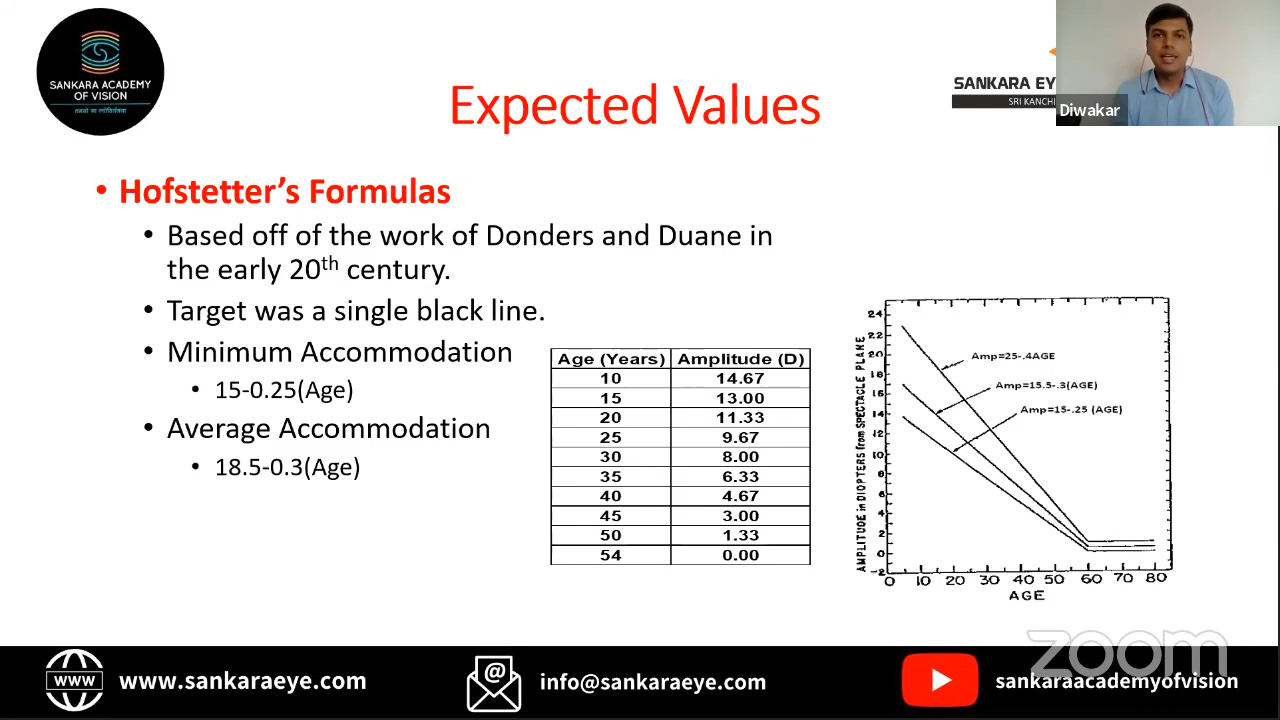 SANKARA ACADEMY
OF VISION
SANKARA EY
SRI KANCHI
Diwakar
Expected Values
• Hofstetter's Formulas
• Based off of the work of Donders and Duane in
the early 20th century.
• Target was a single black line.
• Minimum Accommodation
• 15-0.25(Age)
• Average Accommodation
• 18.5-0.3(Age)
Age (Years) Amplitude (D)
10 14.67
15 13.00
20 11.33
25 9.67
30 8.00
35 6.33
40 4.67
45 3.00
50 1.33
54 0.00
AMPLITUDE in DIOPTERS (from SPECTACLE PLANE)
24
22
20
18
16
14
12
10
8
6
4
2
0
-2
Amp=25-.4AGE
Amp=15.5-.3(AGE)
Amp=15-.25 (AGE)
0 10 20 30 40 50 60 70 80
AGE
zoom
www
www.sankaraeye.com
@
info@sankaraeye.com
sankaraacademyofvision